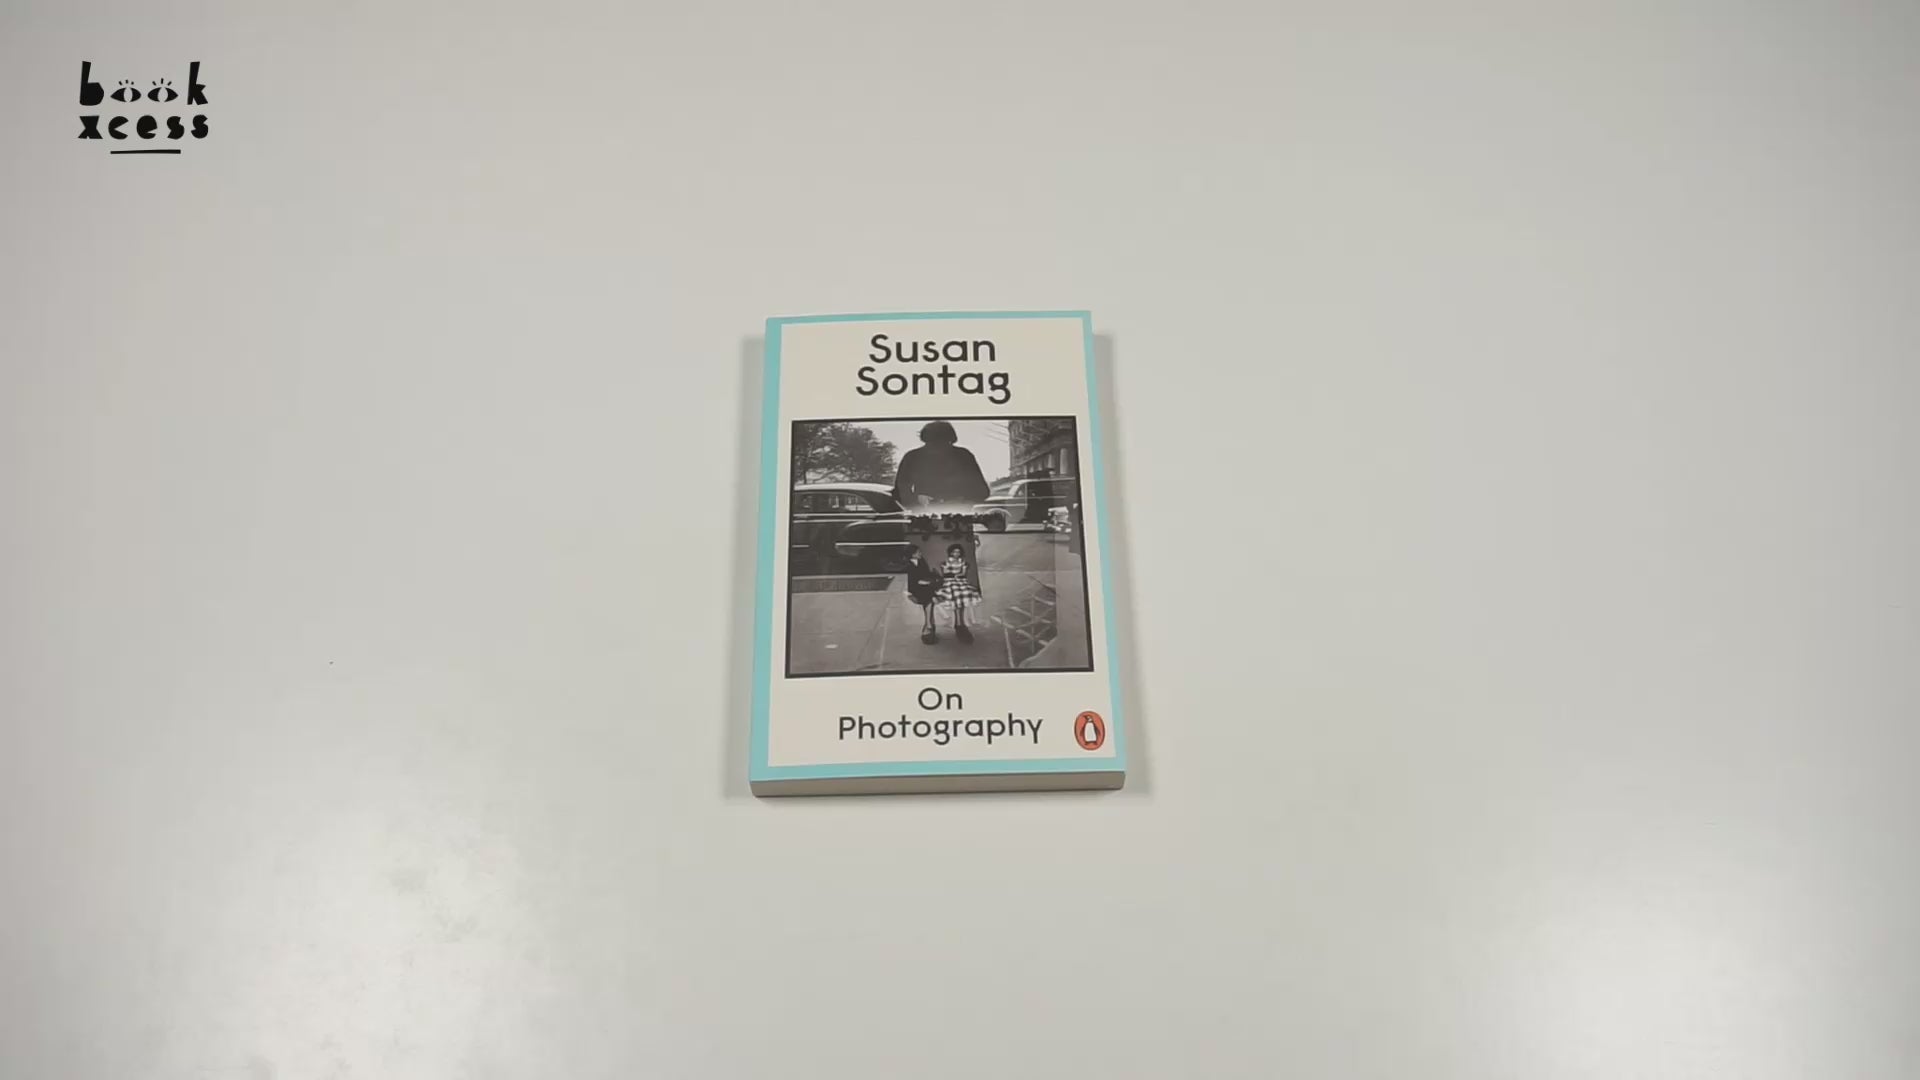 book
xcess
Susan
Sontag
On
Photography